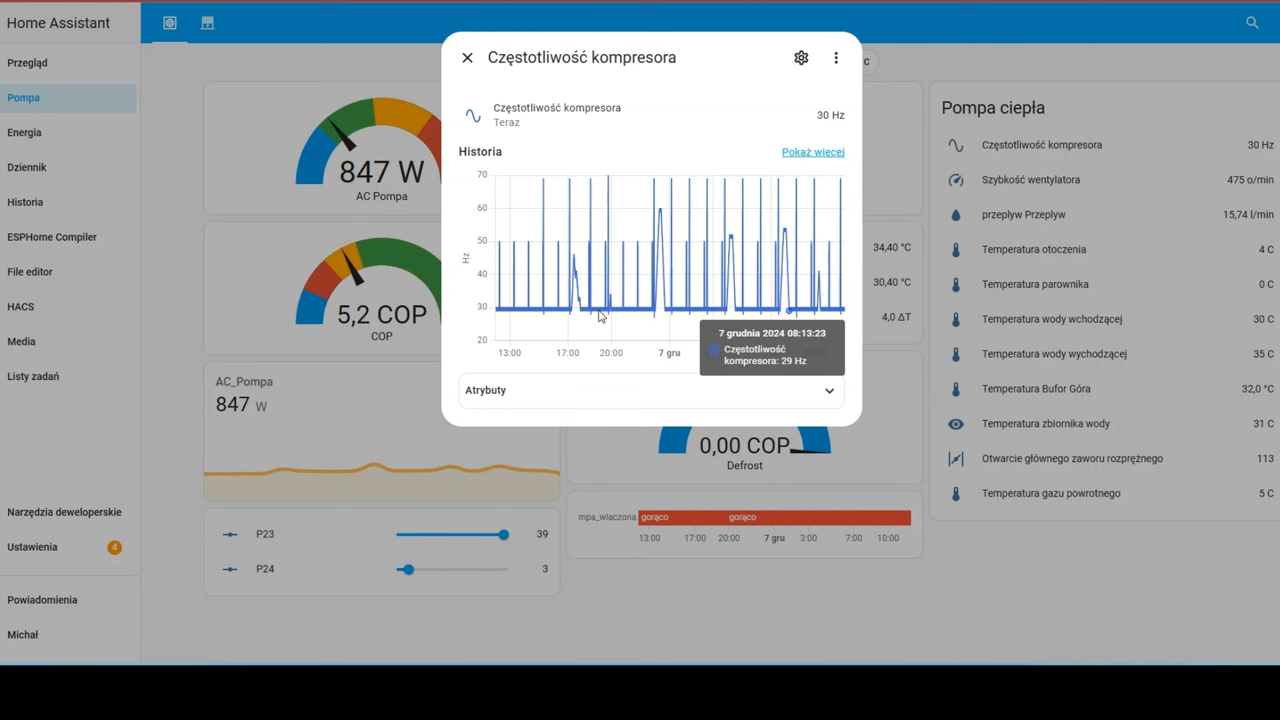 Home Assistant
Przegląd
Pompa
Energia
Dziennik
Historia
ESPHome Compiler
File editor
HACS
Media
Listy zadań
Narzędzia deweloperskie
Ustawienia
4
Powiadomienia
Michał
847 W
AC Pompa
5,2 COP
COP
AC_Pompa
847 W
P23
39
P24
3
Częstotliwość kompresora
Częstotliwość kompresora
Teraz
30 Hz
Historia
Pokaż więcej
70
60
50
40
30
20
Hz
13:00
17:00
20:00
7 gru
7 grudnia 2024 08:13:23
Częstotliwość
kompresora: 29 Hz
Atrybuty
C
34,40 °C
30,40 °C
4,0 ΔT
0,00 COP
Defrost
mpa_wlaczona
gorąco
gorąco
13:00
17:00
20:00
7 gru
3:00
7:00
10:00
Pompa ciepła
Częstotliwość kompresora
30 Hz
Szybkość wentylatora
475 o/min
przeplyw Przeplyw
15,74 l/min
Temperatura otoczenia
4 C
Temperatura parownika
0 C
Temperatura wody wchodzącej
30 C
Temperatura wody wychodzącej
35 C
Temperatura Bufor Góra
32,0 °C
Temperatura zbiornika wody
31 C
Otwarcie głównego zaworu rozprężnego
113
Temperatura gazu powrotnego
5 C